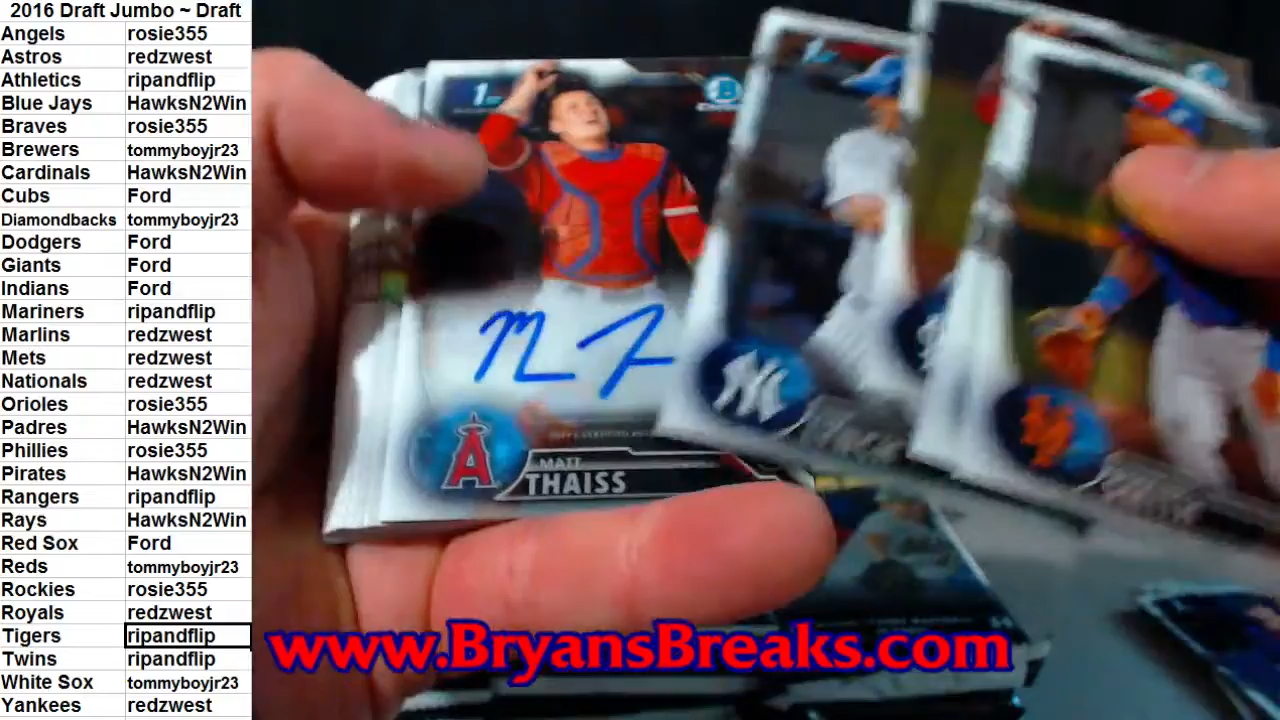 2016 Draft Jumbo ~ Draft
Angels rosie355
Astros redzwest
Athletics ripandflip
Blue Jays HawksN2Win
Braves rosie355
Brewers tommyboyjr23
Cardinals HawksN2Win
Cubs Ford
Diamondbacks tommyboyjr23
Dodgers Ford
Giants Ford
Indians Ford
Mariners ripandflip
Marlins redzwest
Mets redzwest
Nationals redzwest
Orioles rosie355
Padres HawksN2Win
Phillies rosie355
Pirates HawksN2Win
Rangers ripandflip
Rays HawksN2Win
Red Sox Ford
Reds tommyboyjr23
Rockies rosie355
Royals redzwest
Tigers ripandflip
Twins ripandflip
White Sox tommyboyjr23
Yankees redzwest
1st
B
A
MATT
THAISS
NY
www.BryansBreaks.com